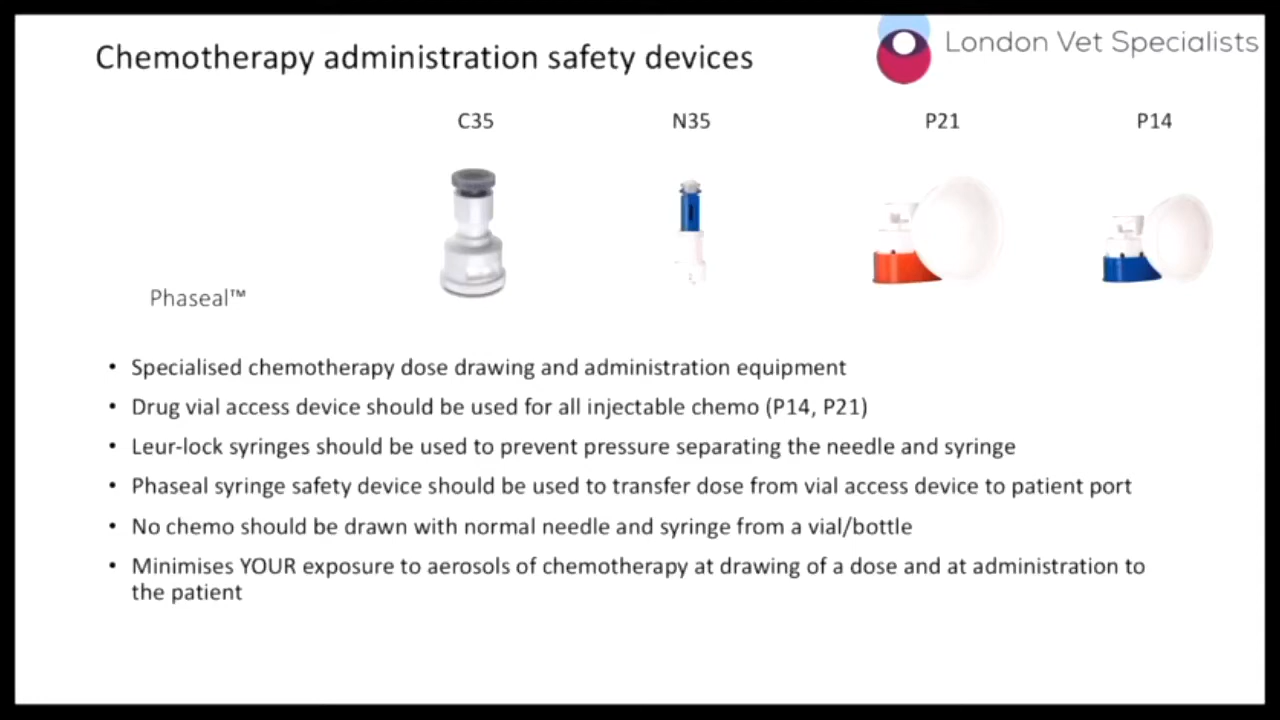 Chemotherapy administration safety devices
London Vet Specialists
C35
N35
P21
P14
Phaseal™
• Specialised chemotherapy dose drawing and administration equipment
• Drug vial access device should be used for all injectable chemo (P14, P21)
• Leur-lock syringes should be used to prevent pressure separating the needle and syringe
• Phaseal syringe safety device should be used to transfer dose from vial access device to patient port
• No chemo should be drawn with normal needle and syringe from a vial/bottle
• Minimises YOUR exposure to aerosols of chemotherapy at drawing of a dose and at administration to
the patient